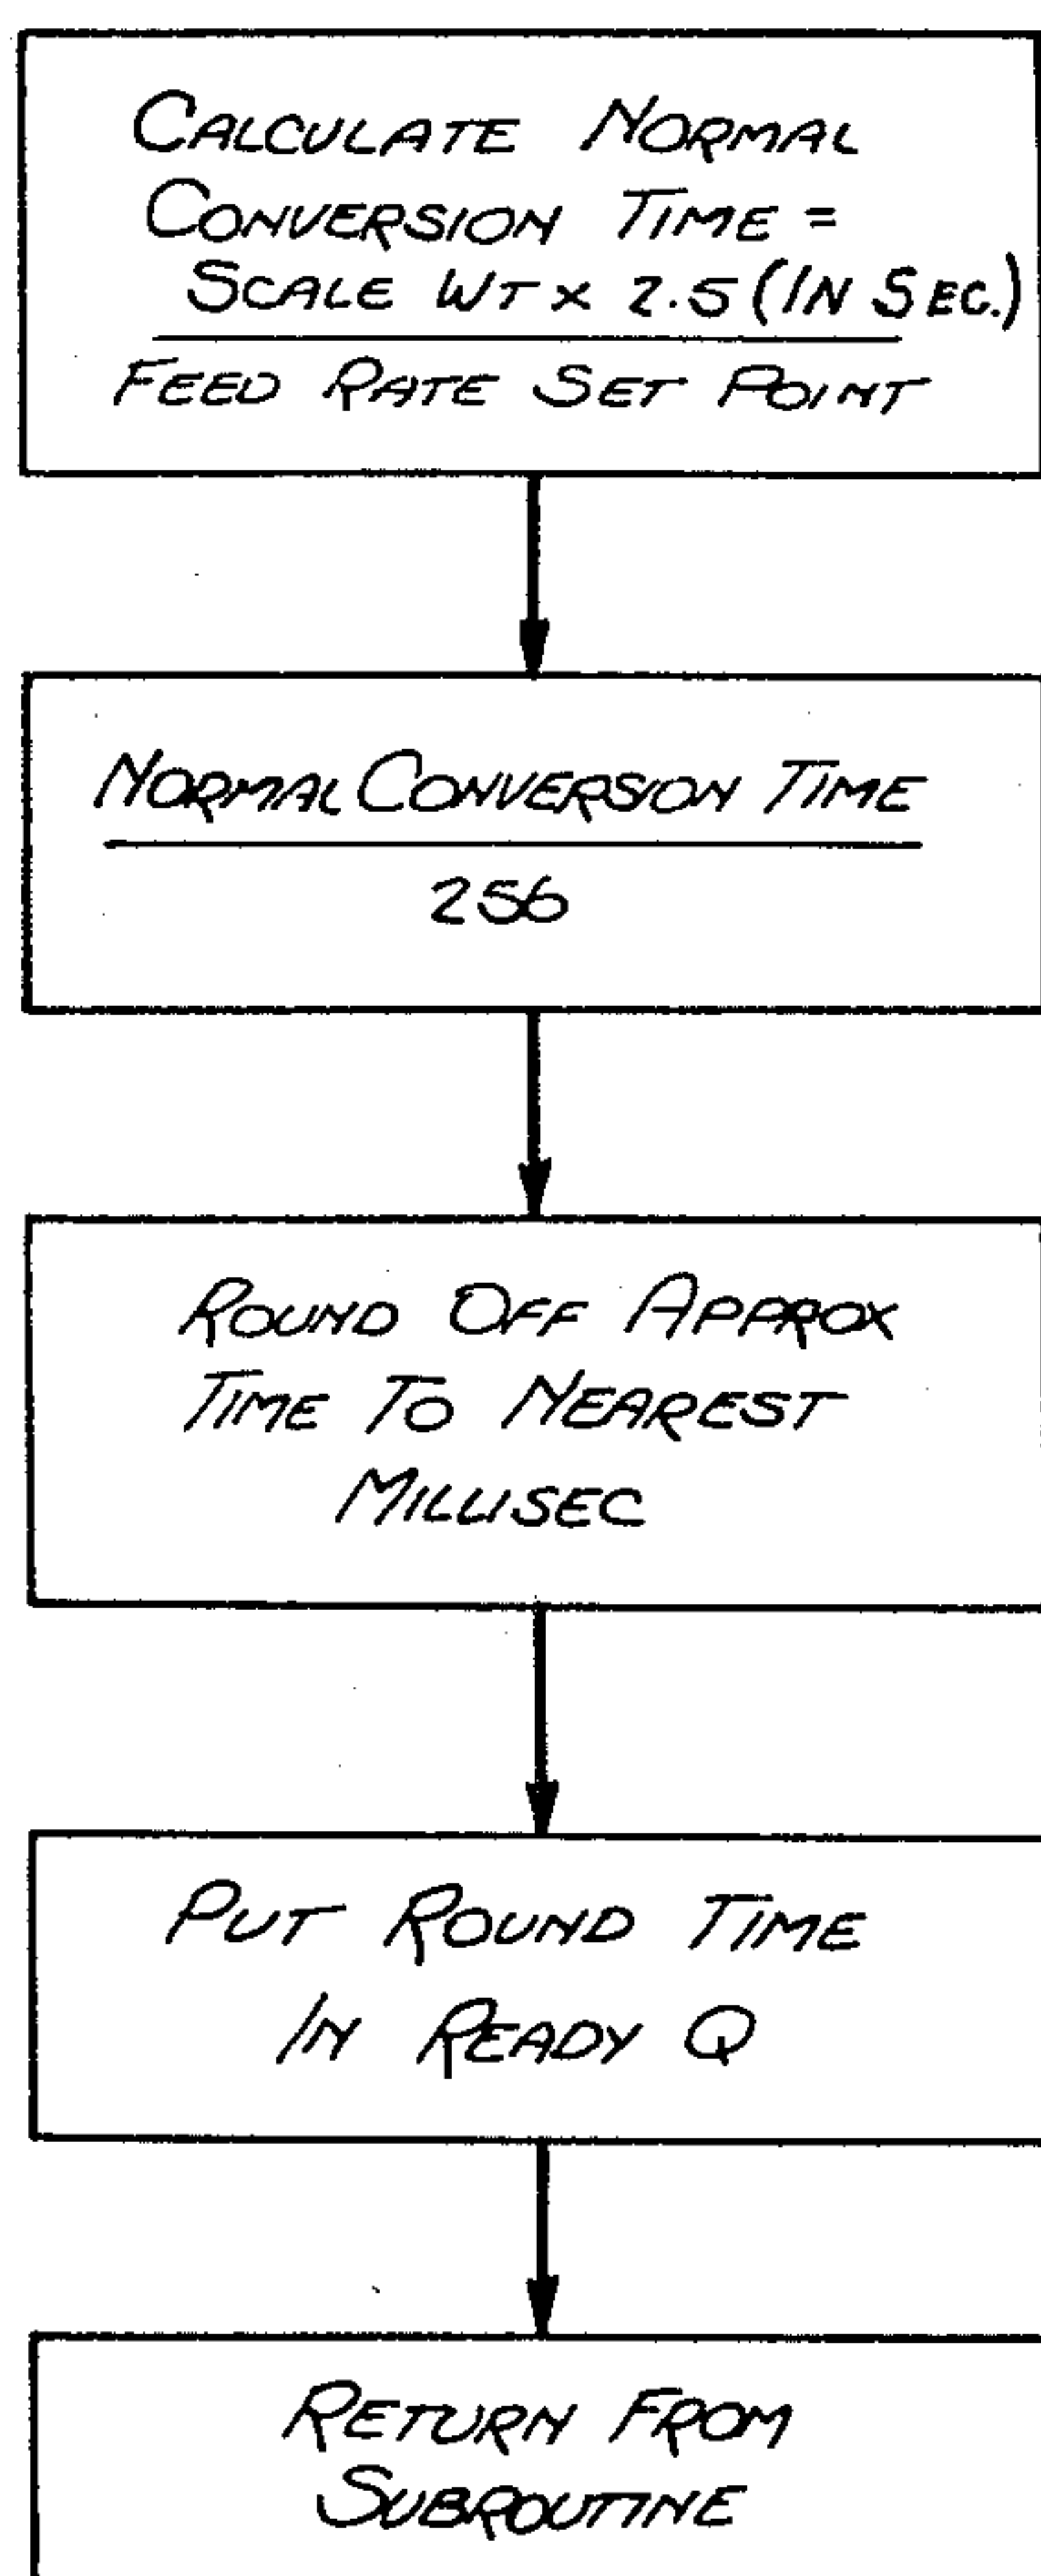 CALCULATE NORMAL
CONVERSION TIME =
SCALE WT x 2.5 (IN SEC.)
FEED RATE SET POINT
NORMAL CONVERSION TIME
256
ROUND OFF APPROX
TIME TO NEAREST
MILLISEC
PUT ROUND TIME
IN READY Q
RETURN FROM
SUBROUTINE